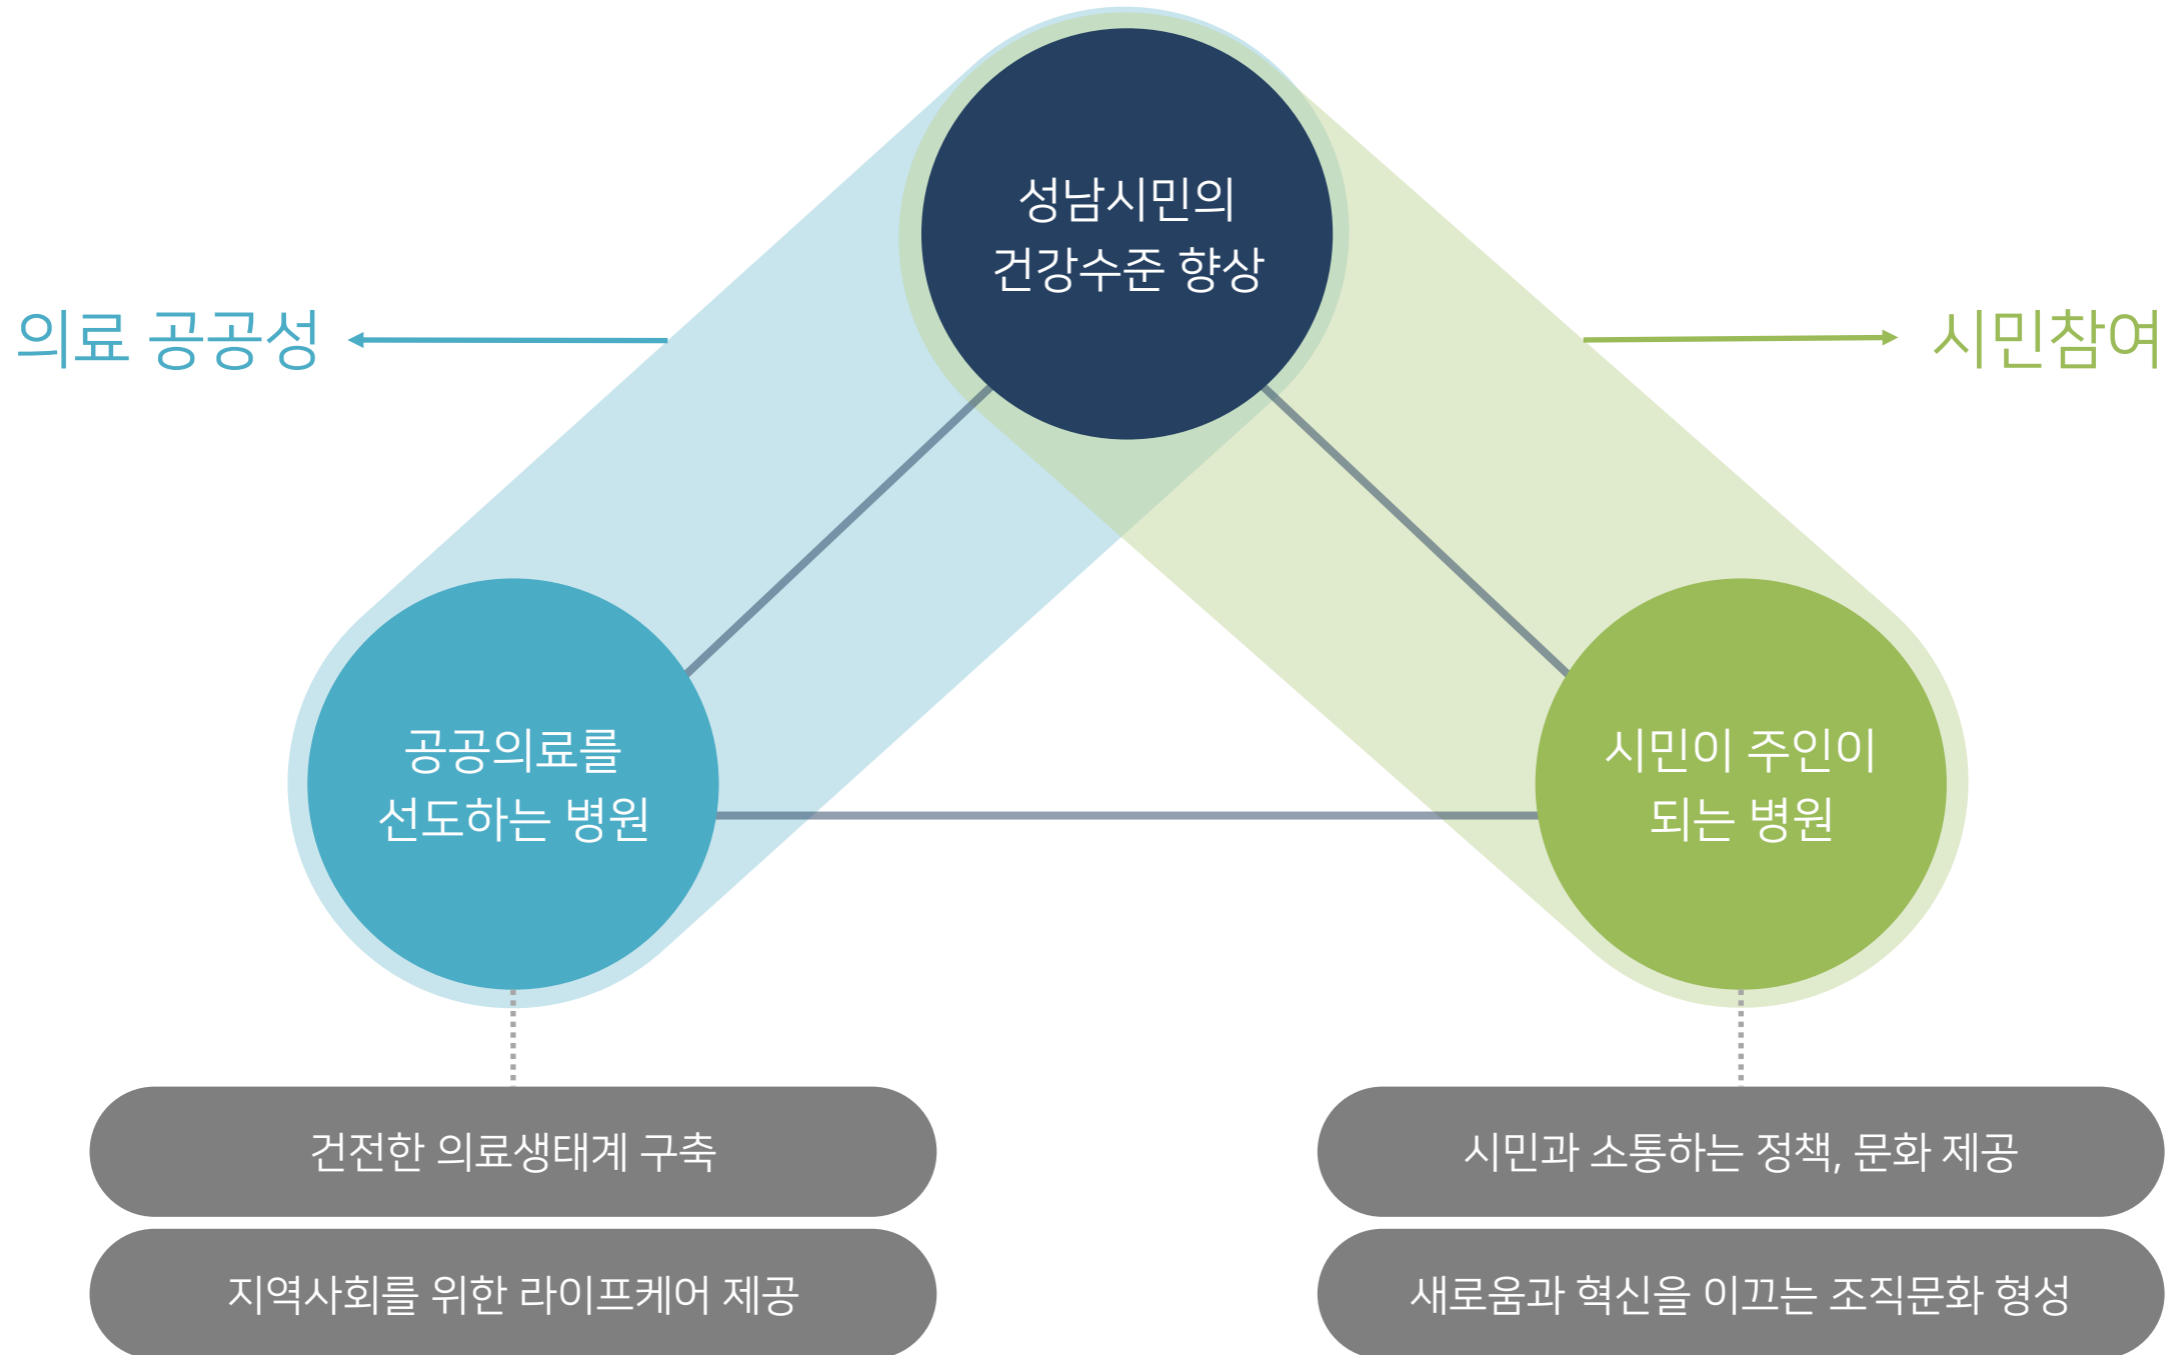 성남시민의
건강수준 향상
의료 공공성
시민참여
공공의료를
선도하는 병원
시민이 주인이
되는 병원
건전한 의료생태계 구축
지역사회를 위한 라이프케어 제공
시민과 소통하는 정책, 문화 제공
새로움과 혁신을 이끄는 조직문화 형성